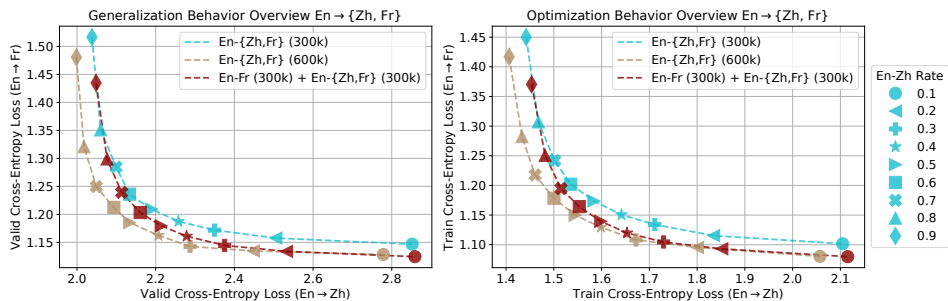 Generalization Behavior Overview En→{Zh, Fr}
Valid Cross-Entropy Loss (En→Fr)
1.50
1.45
1.40
1.35
1.30
1.25
1.20
1.15
En-{Zh,Fr} (300k)
En-{Zh,Fr} (600k)
En-Fr (300k) + En-{Zh,Fr} (300k)
2.0
2.2
2.4
2.6
2.8
Valid Cross-Entropy Loss (En→Zh)
Optimization Behavior Overview En→{Zh, Fr}
Train Cross-Entropy Loss (En→Fr)
1.45
1.40
1.35
1.30
1.25
1.20
1.15
1.10
En-{Zh,Fr} (300k)
En-{Zh,Fr} (600k)
En-Fr (300k) + En-{Zh,Fr} (300k)
1.4
1.5
1.6
1.7
1.8
1.9
2.0
2.1
Train Cross-Entropy Loss (En→Zh)
En-Zh Rate
0.1
0.2
0.3
0.4
0.5
0.6
0.7
0.8
0.9